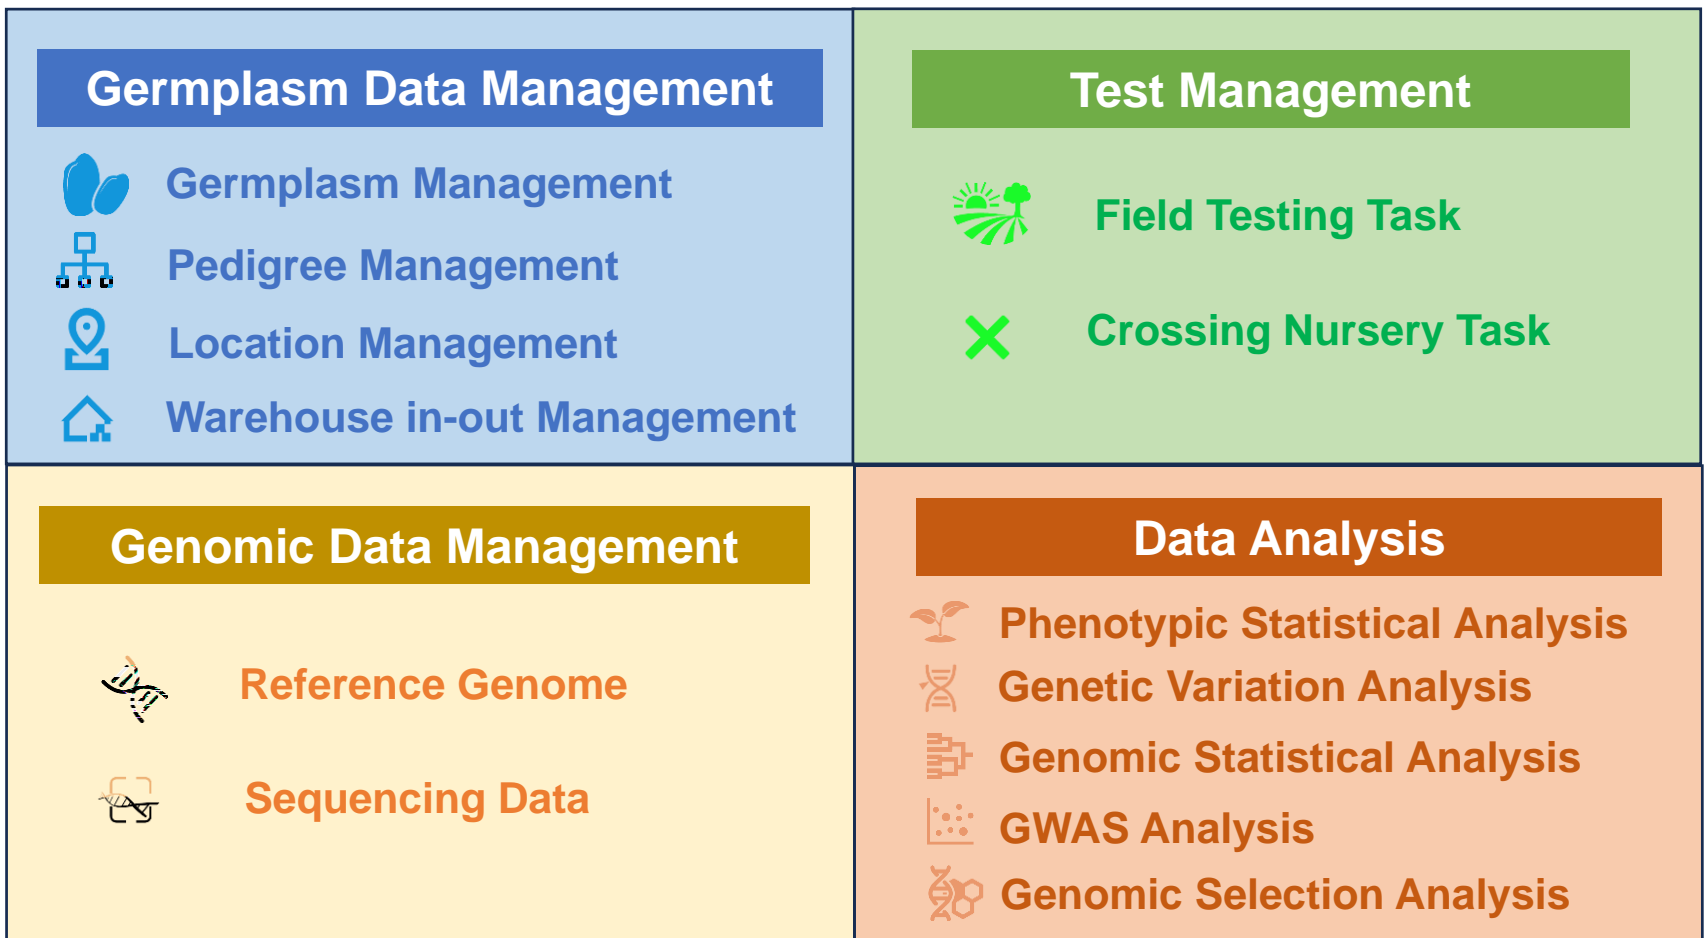 Germplasm Data Management
Germplasm Management
Pedigree Management
Location Management
Warehouse in-out Management
Test Management
Field Testing Task
Crossing Nursery Task
Genomic Data Management
Reference Genome
Sequencing Data
Data Analysis
Phenotypic Statistical Analysis
Genetic Variation Analysis
Genomic Statistical Analysis
GWAS Analysis
Genomic Selection Analysis